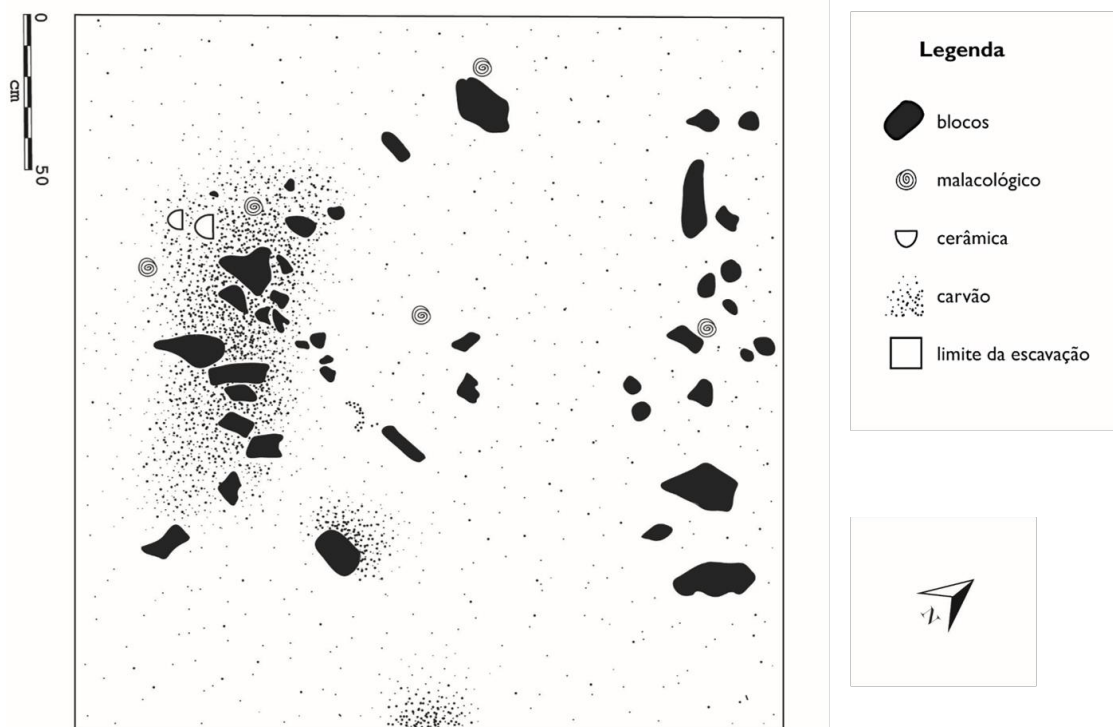 0
cm
50
Legenda
blocos
malacológico
cerâmica
carvão
limite da escavação
N